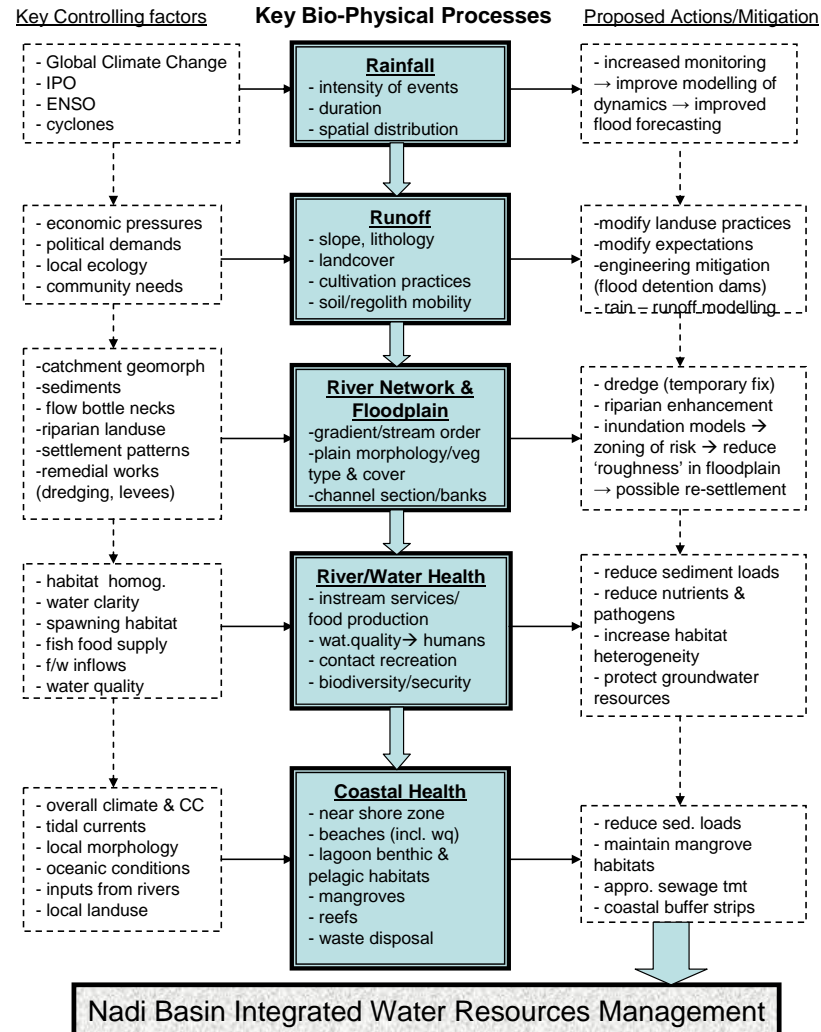 Key Controlling factors
Key Bio-Physical Processes
Proposed Actions/Mitigation
- Global Climate Change
- IPO
- ENSO
- cyclones
Rainfall
- intensity of events
- duration
- spatial distribution
- increased monitoring
→ improve modelling of
dynamics → improved
flood forecasting
- economic pressures
- political demands
- local ecology
- community needs
Runoff
- slope, lithology
- landcover
- cultivation practices
- soil/regolith mobility
-modify landuse practices
-modify expectations
-engineering mitigation
(flood detention dams)
- rain – runoff modelling
-catchment geomorph
-sediments
- flow bottle necks
-riparian landuse
-settlement patterns
-remedial works
(dredging, levees)
River Network &
Floodplain
-gradient/stream order
-plain morphology/veg
type & cover
-channel section/banks
- dredge (temporary fix)
- riparian enhancement
- inundation models →
zoning of risk → reduce
‘roughness’ in floodplain
→ possible re-settlement
- habitat  homog.
- water clarity
- spawning habitat
- fish food supply
- f/w inflows
- water quality
River/Water Health
- instream services/
food production
- wat.quality→ humans
- contact recreation
- biodiversity/security
- reduce sediment loads
- reduce nutrients &
pathogens
- increase habitat
heterogeneity
- protect groundwater
resources
- overall climate & CC
- tidal currents
- local morphology
- oceanic conditions
- inputs from rivers
- local landuse
Coastal Health
- near shore zone
- beaches (incl. wq)
- lagoon benthic &
pelagic habitats
- mangroves
- reefs
- waste disposal
- reduce sed. loads
- maintain mangrove
habitats
- appro. sewage tmt
- coastal buffer strips
Nadi Basin Integrated Water Resources Management